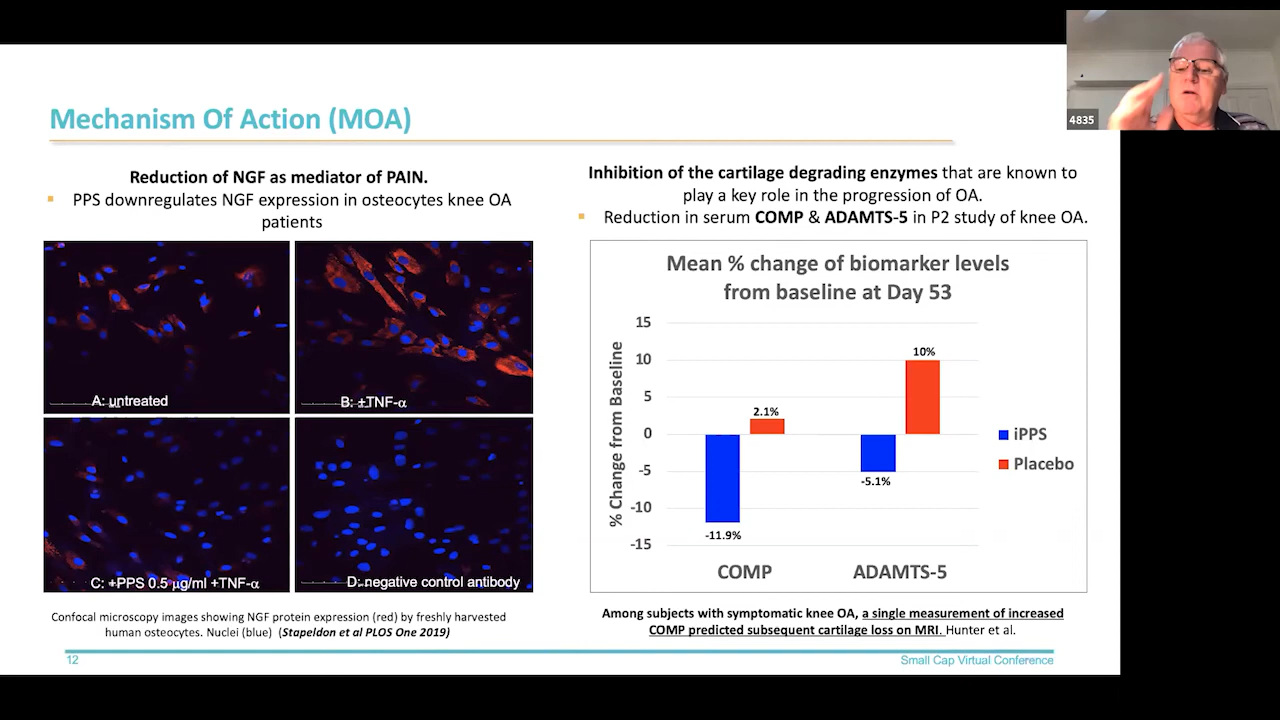 4835
Mechanism Of Action (MOA)
Reduction of NGF as mediator of PAIN.
PPS downregulates NGF expression in osteocytes knee OA
patients
A: untreated
B: ±TNF-α
C: +PPS 0.5 µg/ml +TNF-α
D: negative control antibody
Confocal microscopy images showing NGF protein expression (red) by freshly harvested
human osteocytes. Nuclei (blue) (Stapeldon et al PLOS One 2019)
Inhibition of the cartilage degrading enzymes that are known to
play a key role in the progression of OA.
Reduction in serum COMP & ADAMTS-5 in P2 study of knee OA.
Mean % change of biomarker levels
from baseline at Day 53
% Change from Baseline
15
10
5
0
-5
-10
-15
2.1%
10%
-11.9%
-5.1%
COMP
ADAMTS-5
iPPS
Placebo
Among subjects with symptomatic knee OA, a single measurement of increased
COMP predicted subsequent cartilage loss on MRI. Hunter et al.
12
Small Cap Virtual Conference